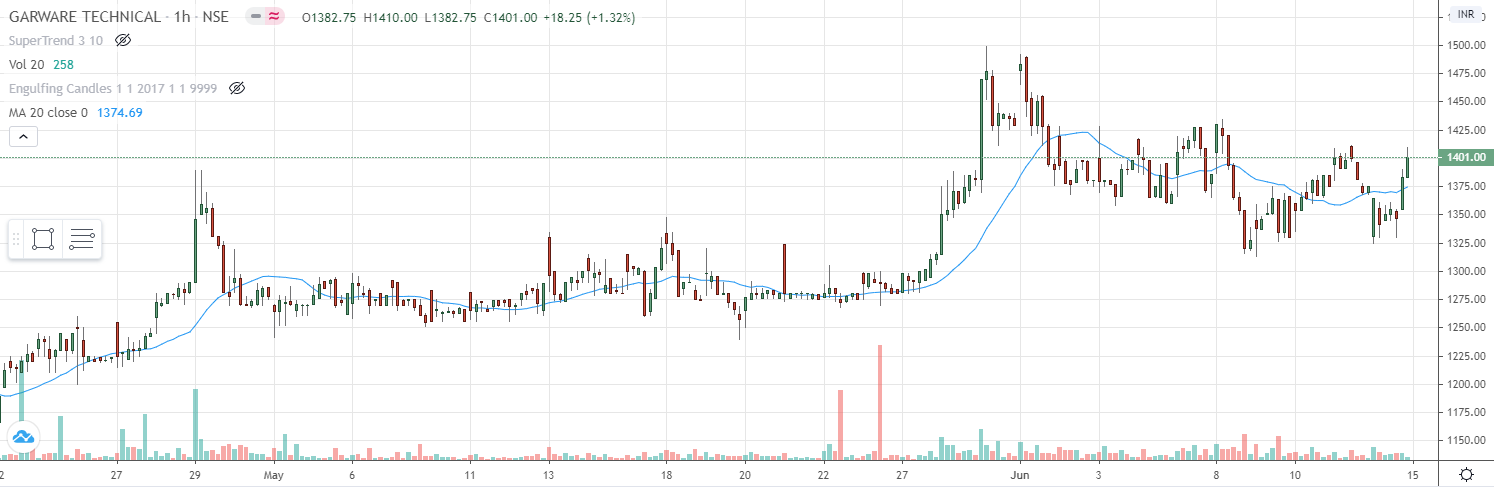 GARWARE TECHNICAL · 1h · NSE O1382.75 H1410.00 L1382.75 C1401.00 +18.25 (+1.32%)
INR
SuperTrend 3 10
Vol 20 258
Engulfing Candles 1 1 2017 1 1 9999
MA 20 close 0 1374.69
1500.00
1475.00
1450.00
1425.00
1401.00
1375.00
1350.00
1325.00
1300.00
1275.00
1250.00
1225.00
1200.00
1175.00
1150.00
2 27 29 May 6 11 13 18 20 22 27 Jun 3 8 10 15